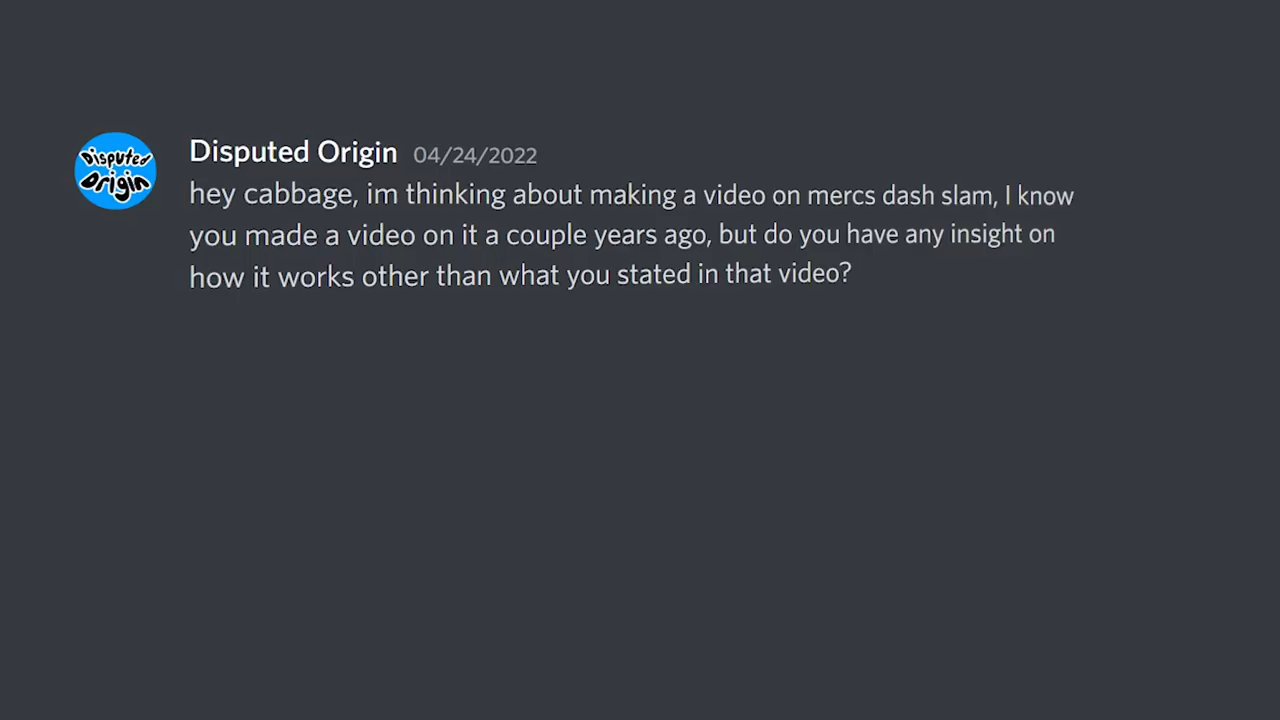 Disputed Origin
Disputed Origin 04/24/2022
hey cabbage, im thinking about making a video on mercs dash slam, I know
you made a video on it a couple years ago, but do you have any insight on
how it works other than what you stated in that video?